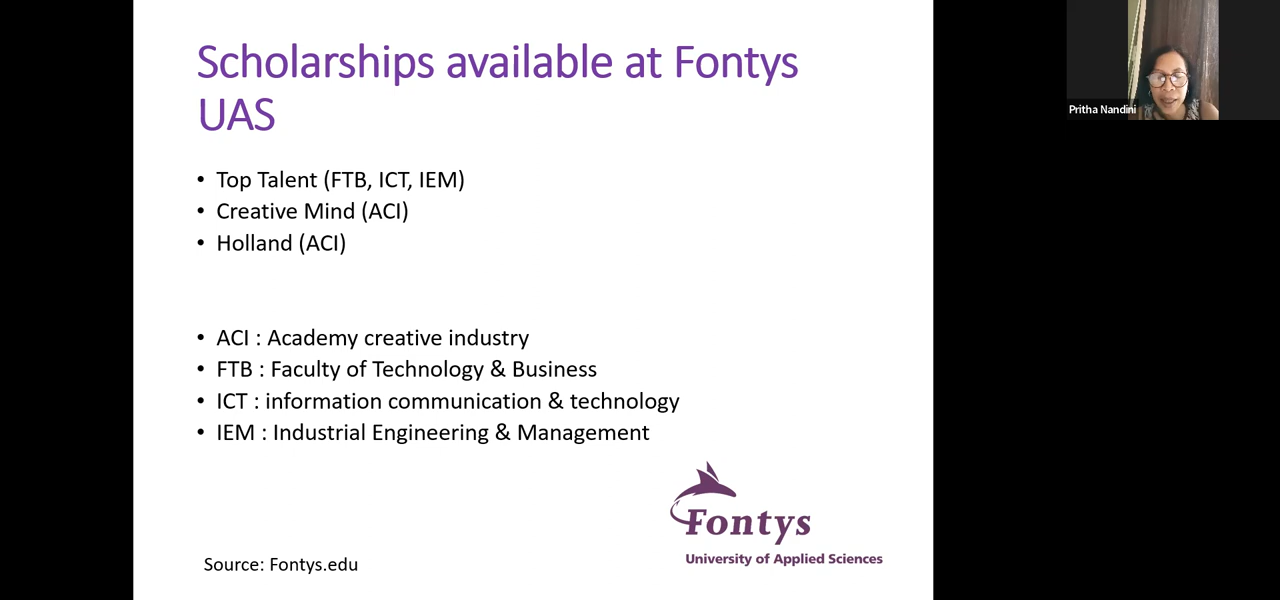 Scholarships available at Fontys
UAS
• Top Talent (FTB, ICT, IEM)
• Creative Mind (ACI)
• Holland (ACI)
• ACI : Academy creative industry
• FTB : Faculty of Technology & Business
• ICT : information communication & technology
• IEM : Industrial Engineering & Management
Fontys
University of Applied Sciences
Source: Fontys.edu
Pritha Nandini